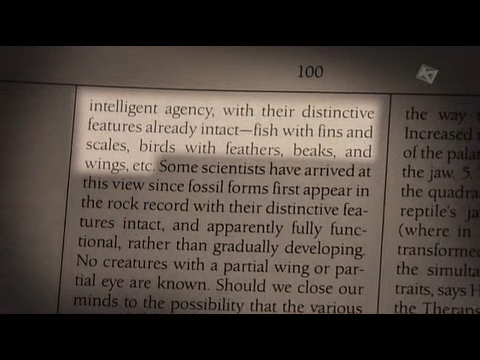 100
intelligent agency, with their distinctive
features already intact—fish with fins and
scales, birds with feathers, beaks, and
wings, etc. Some scientists have arrived at
this view since fossil forms first appear in
the rock record with their distinctive fea-
tures intact, and apparently fully func-
tional, rather than gradually developing.
No creatures with a partial wing or par-
tial eye are known. Should we close our
minds to the possibility that the various
the way
Increased
of the pala
the jaw. 5.
the quadra
reptile's ja
(where in
transforme
the simulta
traits, says H
the Therap